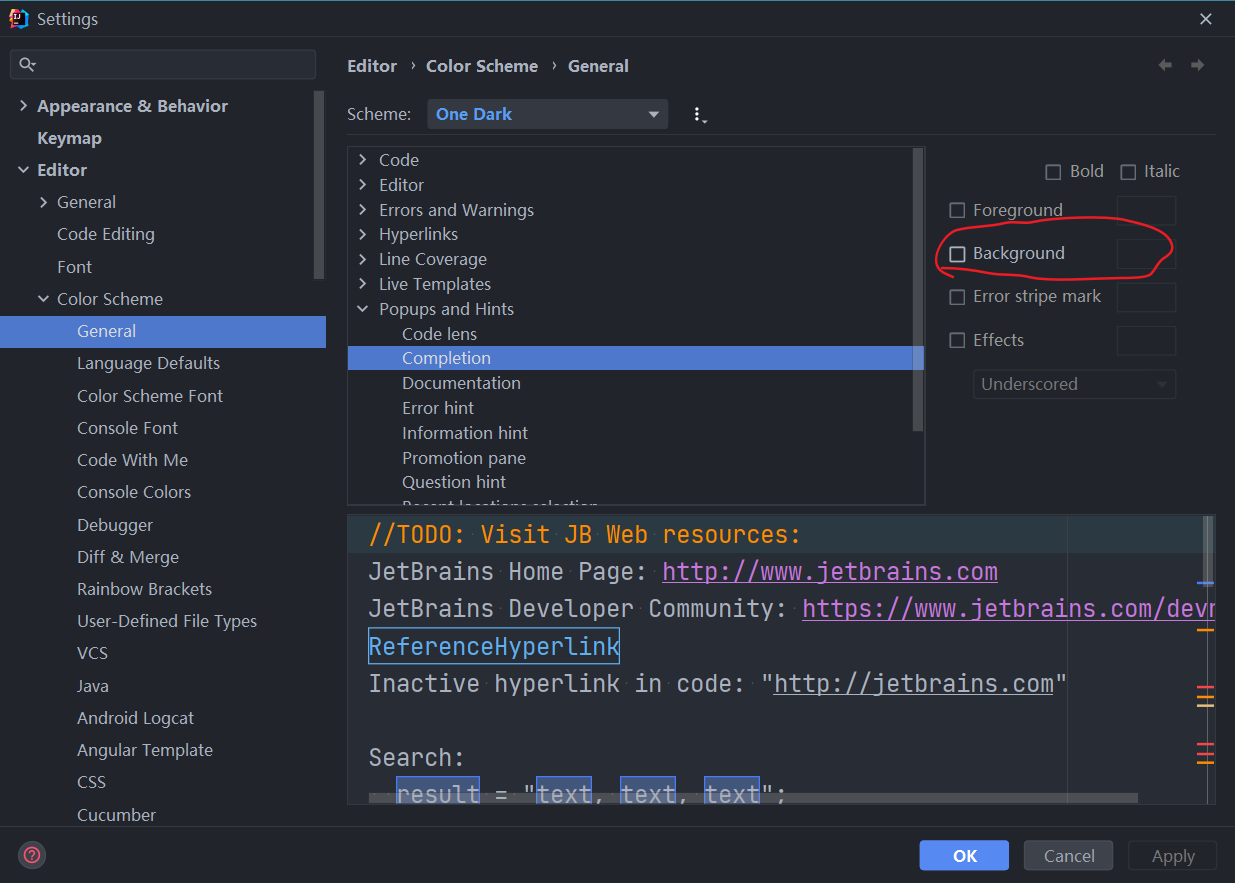 Settings
Editor › Color Scheme › General
Scheme: One Dark
Appearance & Behavior
Keymap
Editor
General
Code Editing
Font
Color Scheme
General
Language Defaults
Color Scheme Font
Console Font
Code With Me
Console Colors
Debugger
Diff & Merge
Rainbow Brackets
User-Defined File Types
VCS
Java
Android Logcat
Angular Template
CSS
Cucumber
Code
Editor
Errors and Warnings
Hyperlinks
Line Coverage
Live Templates
Popups and Hints
Code lens
Completion
Documentation
Error hint
Information hint
Promotion pane
Question hint
Recent locations selection
Bold Italic
Foreground
Background
Error stripe mark
Effects
Underscored
//TODO: Visit JB Web resources:
JetBrains Home Page: http://www.jetbrains.com
JetBrains Developer Community: https://www.jetbrains.com/dev
ReferenceHyperlink
Inactive hyperlink in code: "http://jetbrains.com"
Search:
result = "text, text, text";
OK Cancel Apply